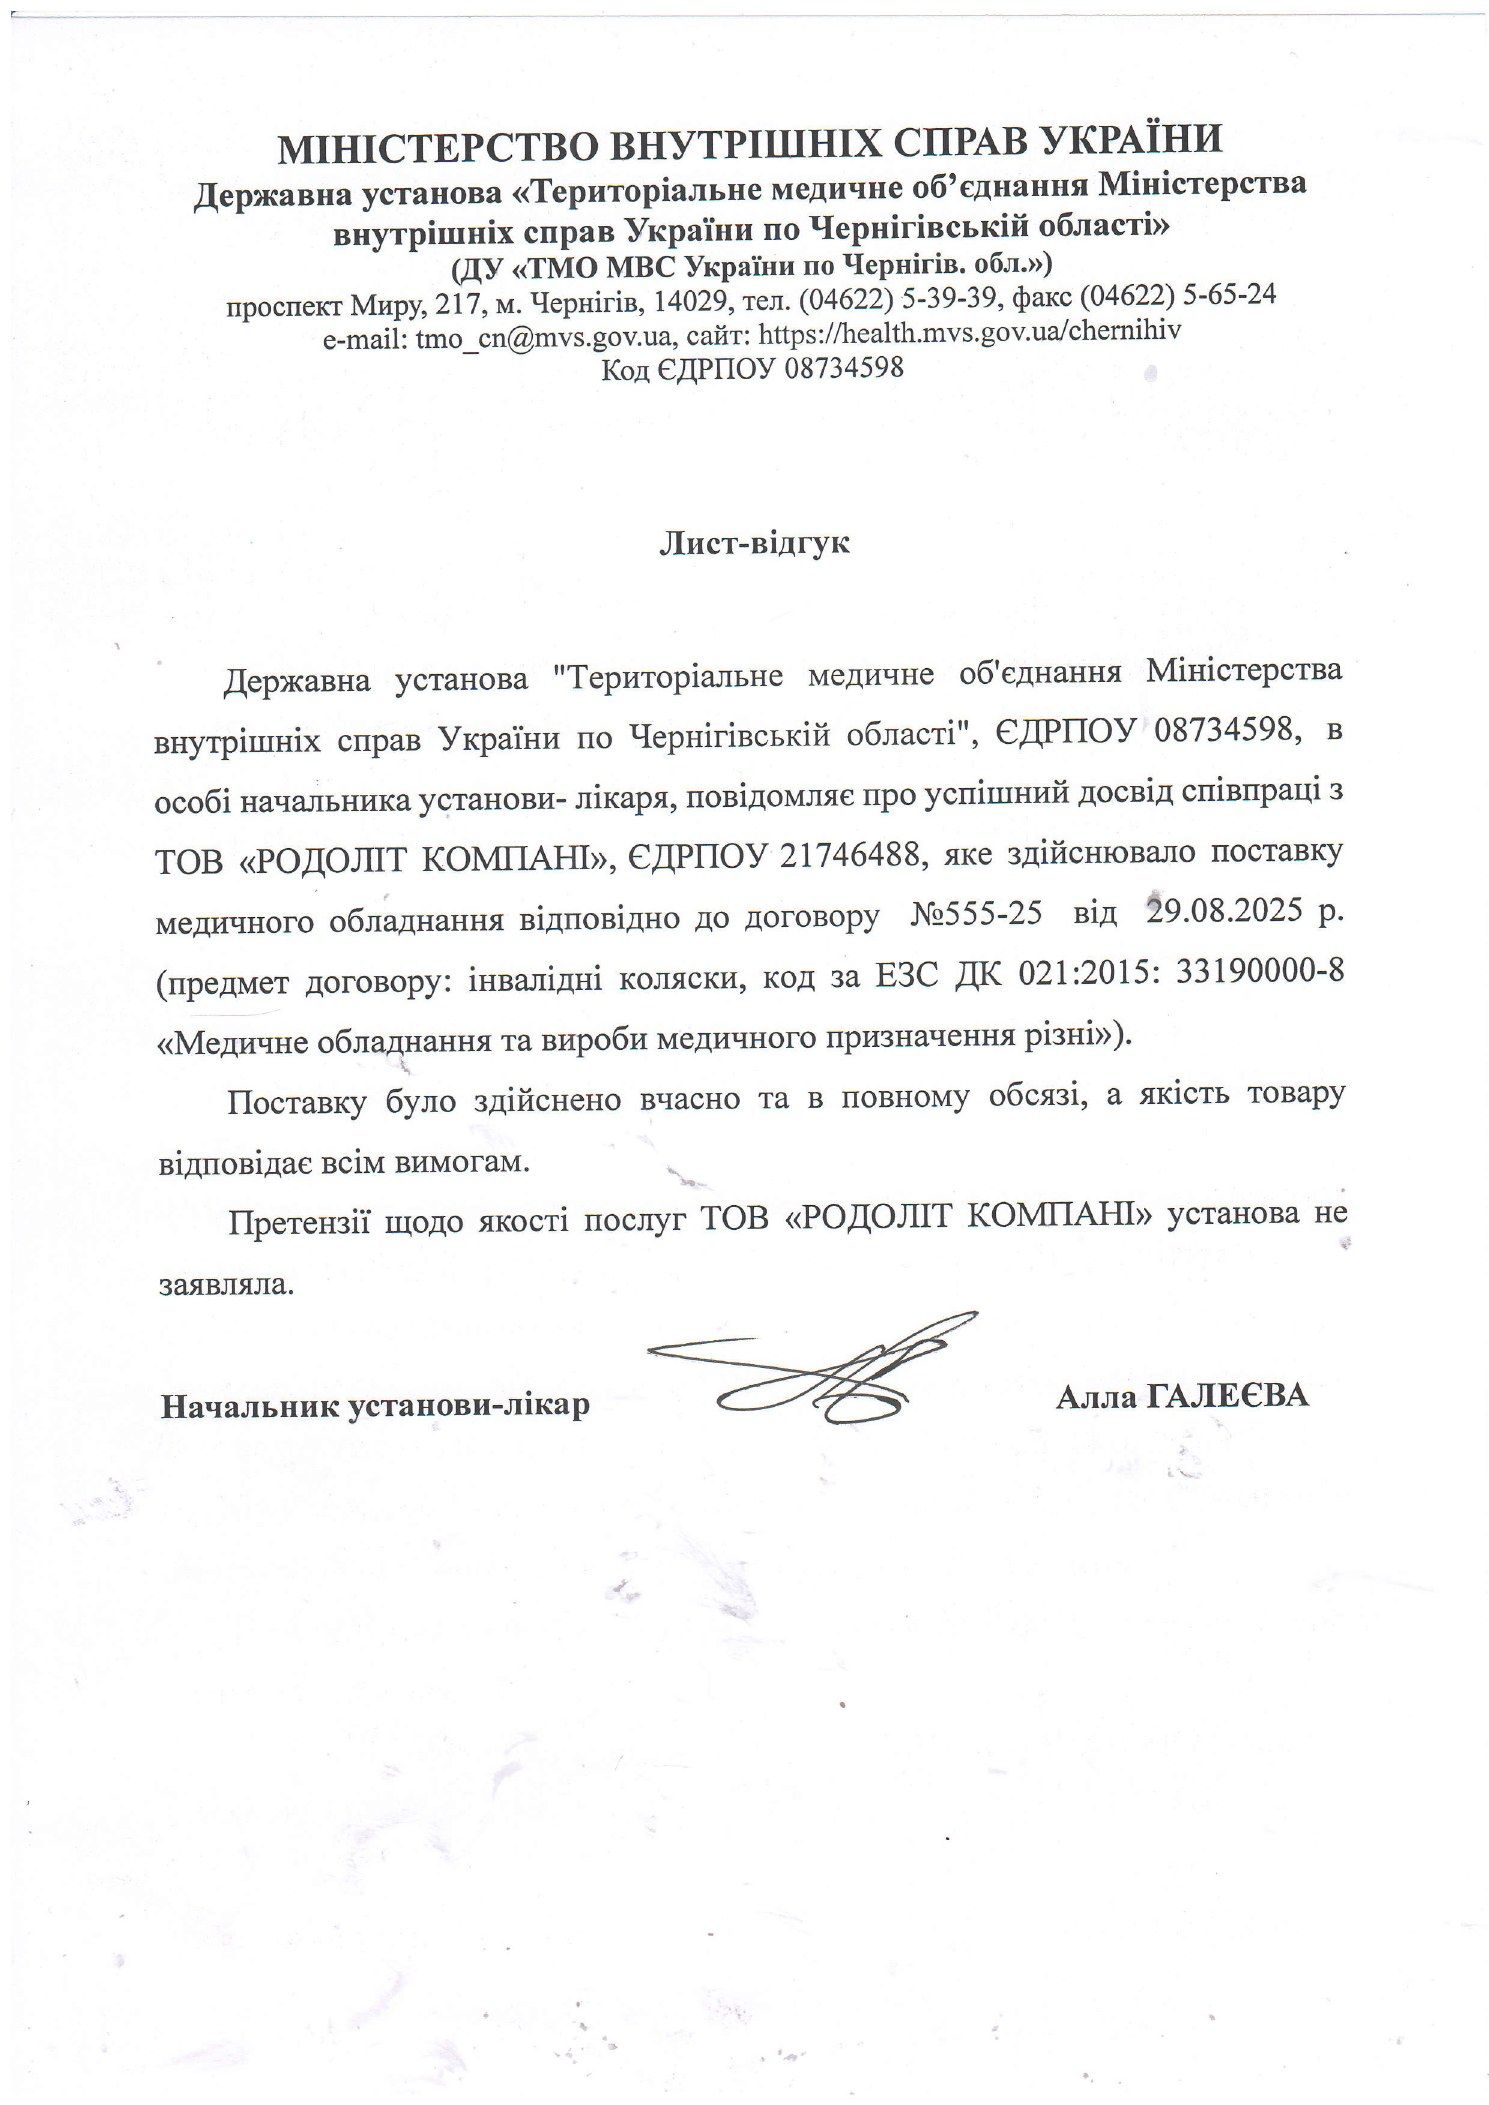 МІНІСТЕРСТВО ВНУТРІШНІХ СПРАВ УКРАЇНИ
Державна установа «Територіальне медичне об’єднання Міністерства
внутрішніх справ України по Чернігівській області»
(ДУ «ТМО МВС України по Чернігів. обл.»)
проспект Миру, 217, м. Чернігів, 14029, тел. (04622) 5-39-39, факс (04622) 5-65-24
e-mail: tmo_cn@mvs.gov.ua, сайт: https://health.mvs.gov.ua/chernihiv
Код ЄДРПОУ 08734598
Лист-відгук
Державна установа "Територіальне медичне об'єднання Міністерства
внутрішніх справ України по Чернігівській області", ЄДРПОУ 08734598, в
особі начальника установи- лікаря, повідомляє про успішний досвід співпраці з
ТОВ «РОДОЛІТ КОМПАНІ», ЄДРПОУ 21746488, яке здійснювало поставку
медичного обладнання відповідно до договору №555-25 від 29.08.2025 р.
(предмет договору: інвалідні коляски, код за ЕЗС ДК 021:2015: 33190000-8
«Медичне обладнання та вироби медичного призначення різні»).
Поставку було здійснено вчасно та в повному обсязі, а якість товару
відповідає всім вимогам.
Претензії щодо якості послуг ТОВ «РОДОЛІТ КОМПАНІ» установа не
заявляла.
Начальник установи-лікар Алла ГАЛЕЄВА